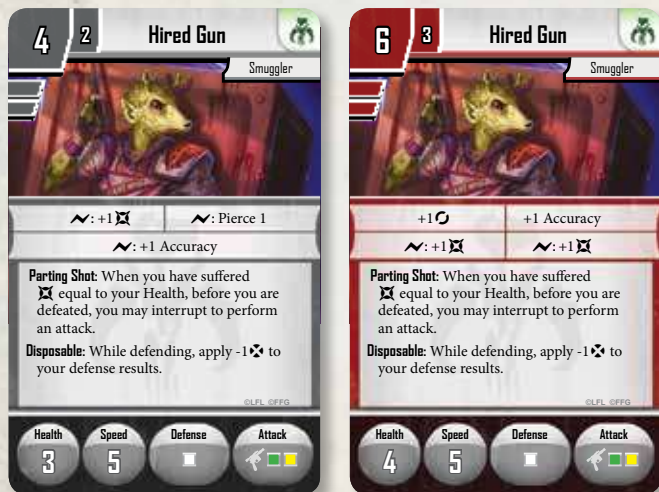 4 2 Hired Gun
Smuggler
: +1
: Pierce 1
: +1 Accuracy
Parting Shot: When you have suffered
equal to your Health, before you are
defeated, you may interrupt to perform
an attack.
Disposable: While defending, apply -1 to
your defense results.
©LFL ©FFG
Health Speed Defense Attack
3 5
6 3 Hired Gun
Smuggler
+1
+1 Accuracy
: +1
: +1
Parting Shot: When you have suffered
equal to your Health, before you are
defeated, you may interrupt to perform
an attack.
Disposable: While defending, apply -1 to
your defense results.
©LFL ©FFG
Health Speed Defense Attack
4 5